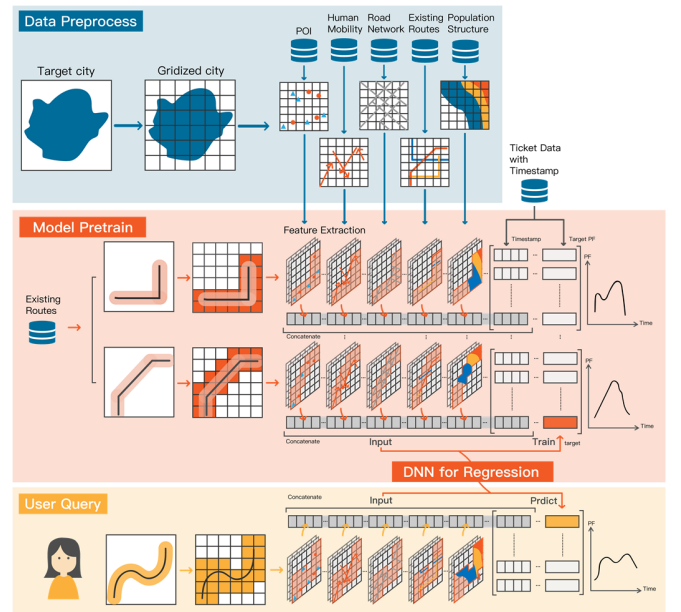 Data Preprocess
Target city
Gridized city
POI
Human
Mobility
Road
Network
Existing
Routes
Population
Structure
Ticket Data
with
Timestamp
Model Pretrain
Existing
Routes
Feature Extraction
Timestamp
Target PF
PF
Time
Concatenate
PF
Time
Concatenate
Input
Train
target
DNN for Regression
User Query
Concatenate
Input
Prdict
PF
Time